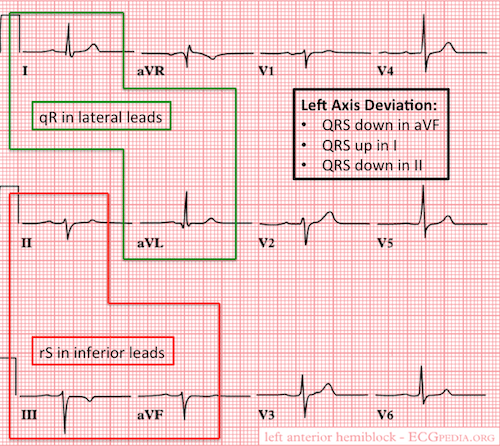 I
aVR
V1
V4
qR in lateral leads
Left Axis Deviation:
• QRS down in aVF
• QRS up in I
• QRS down in II
II
aVL
V2
V5
rS in inferior leads
III
aVF
V3
V6
left anterior hemiblock - ECGPEDIA.ORG